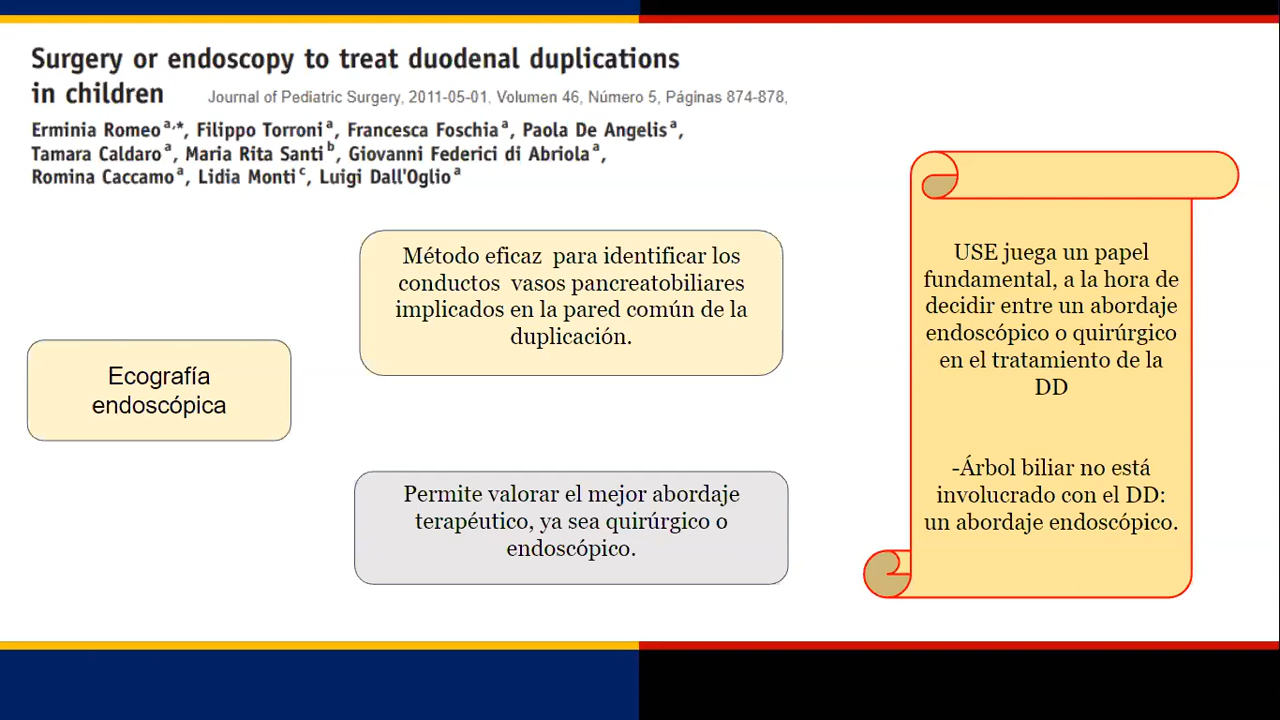 Surgery or endoscopy to treat duodenal duplications
in children Journal of Pediatric Surgery, 2011-05-01, Volumen 46, Número 5, Páginas 874-878,
Erminia Romeo a,*, Filippo Torroni a, Francesca Foschia a, Paola De Angelis a,
Tamara Caldaro a, Maria Rita Santi b, Giovanni Federici di Abriola a,
Romina Caccamo a, Lidia Monti c, Luigi Dall'Oglio a
Ecografía
endoscópica
Método eficaz para identificar los
conductos vasos pancreatobiliares
implicados en la pared común de la
duplicación.
Permite valorar el mejor abordaje
terapéutico, ya sea quirúrgico o
endoscópico.
USE juega un papel
fundamental, a la hora de
decidir entre un abordaje
endoscópico o quirúrgico
en el tratamiento de la
DD
-Árbol biliar no está
involucrado con el DD:
un abordaje endoscópico.